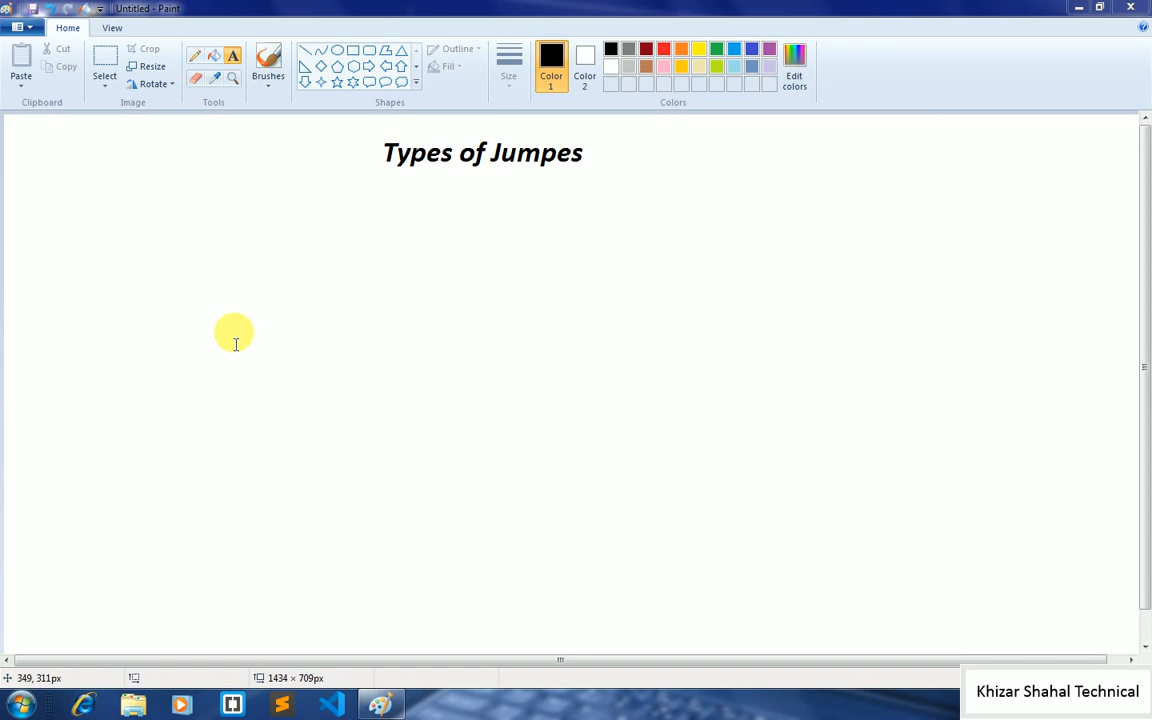 Untitled - Paint
Home View
Paste
Cut
Copy
Clipboard
Select
Crop
Resize
Rotate
Image
Tools
Brushes
Shapes
Outline
Fill
Size
Color 1
Color 2
Edit colors
Colors
Types of Jumpes
349, 311px
1434 × 709px
Khizar Shahal Technical